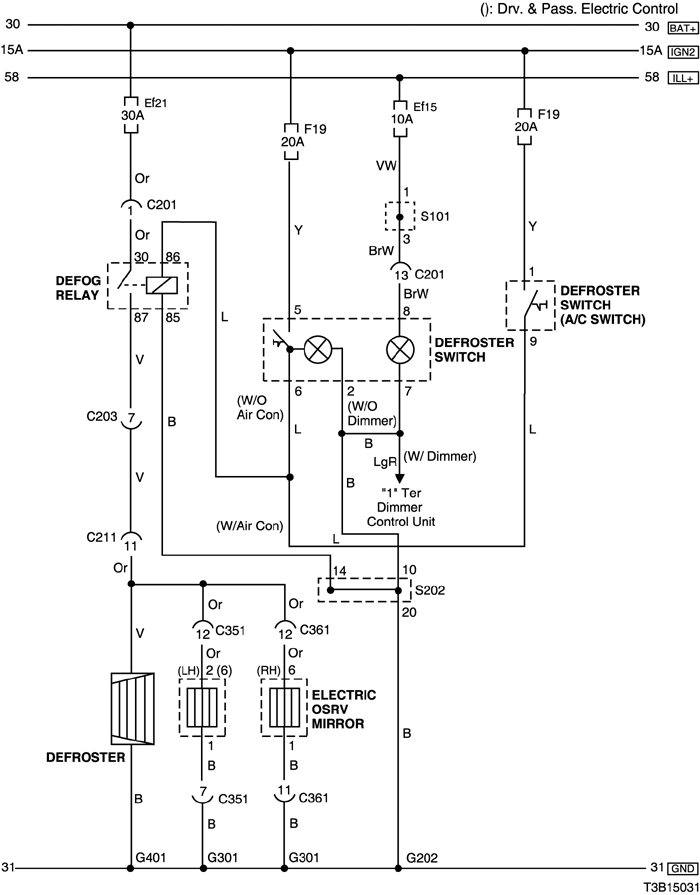 (): Drv. & Pass. Electric Control
30
30 BAT+
15A
15A IGN2
58
58 ILL+
Ef21
30A
F19
20A
Ef15
10A
F19
20A
Or
VW
C201
1
1
S101
Y
Y
Or
3
BrW
30
86
13
C201
1
DEFOG
RELAY
BrW
DEFROSTER
SWITCH
(A/C SWITCH)
87
85
5
8
L
9
DEFROSTER
SWITCH
V
6
2
7
(W/O
Air Con)
(W/O
Dimmer)
C203
7
B
L
L
B
(W/ Dimmer)
LgR
V
B
"1" Ter
Dimmer
Control Unit
(W/Air Con)
L
C211
11
Or
14
10
S202
20
Or
Or
V
12
C351
12
C361
Or
Or
(LH)
2
(6)
(RH)
6
ELECTRIC
OSRV
MIRROR
DEFROSTER
1
1
B
B
B
7
C351
11
C361
B
B
B
G401
G301
G301
G202
31
31 GND
T3B15031